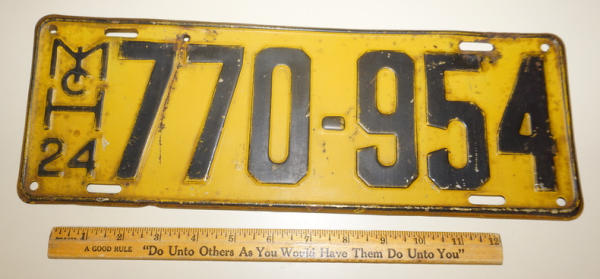 MICH
24
770-954
1 2 3 4 5 6 7 8 9 10 11 12
A GOOD RULE "Do Unto Others As You Would Have Them Do Unto You"